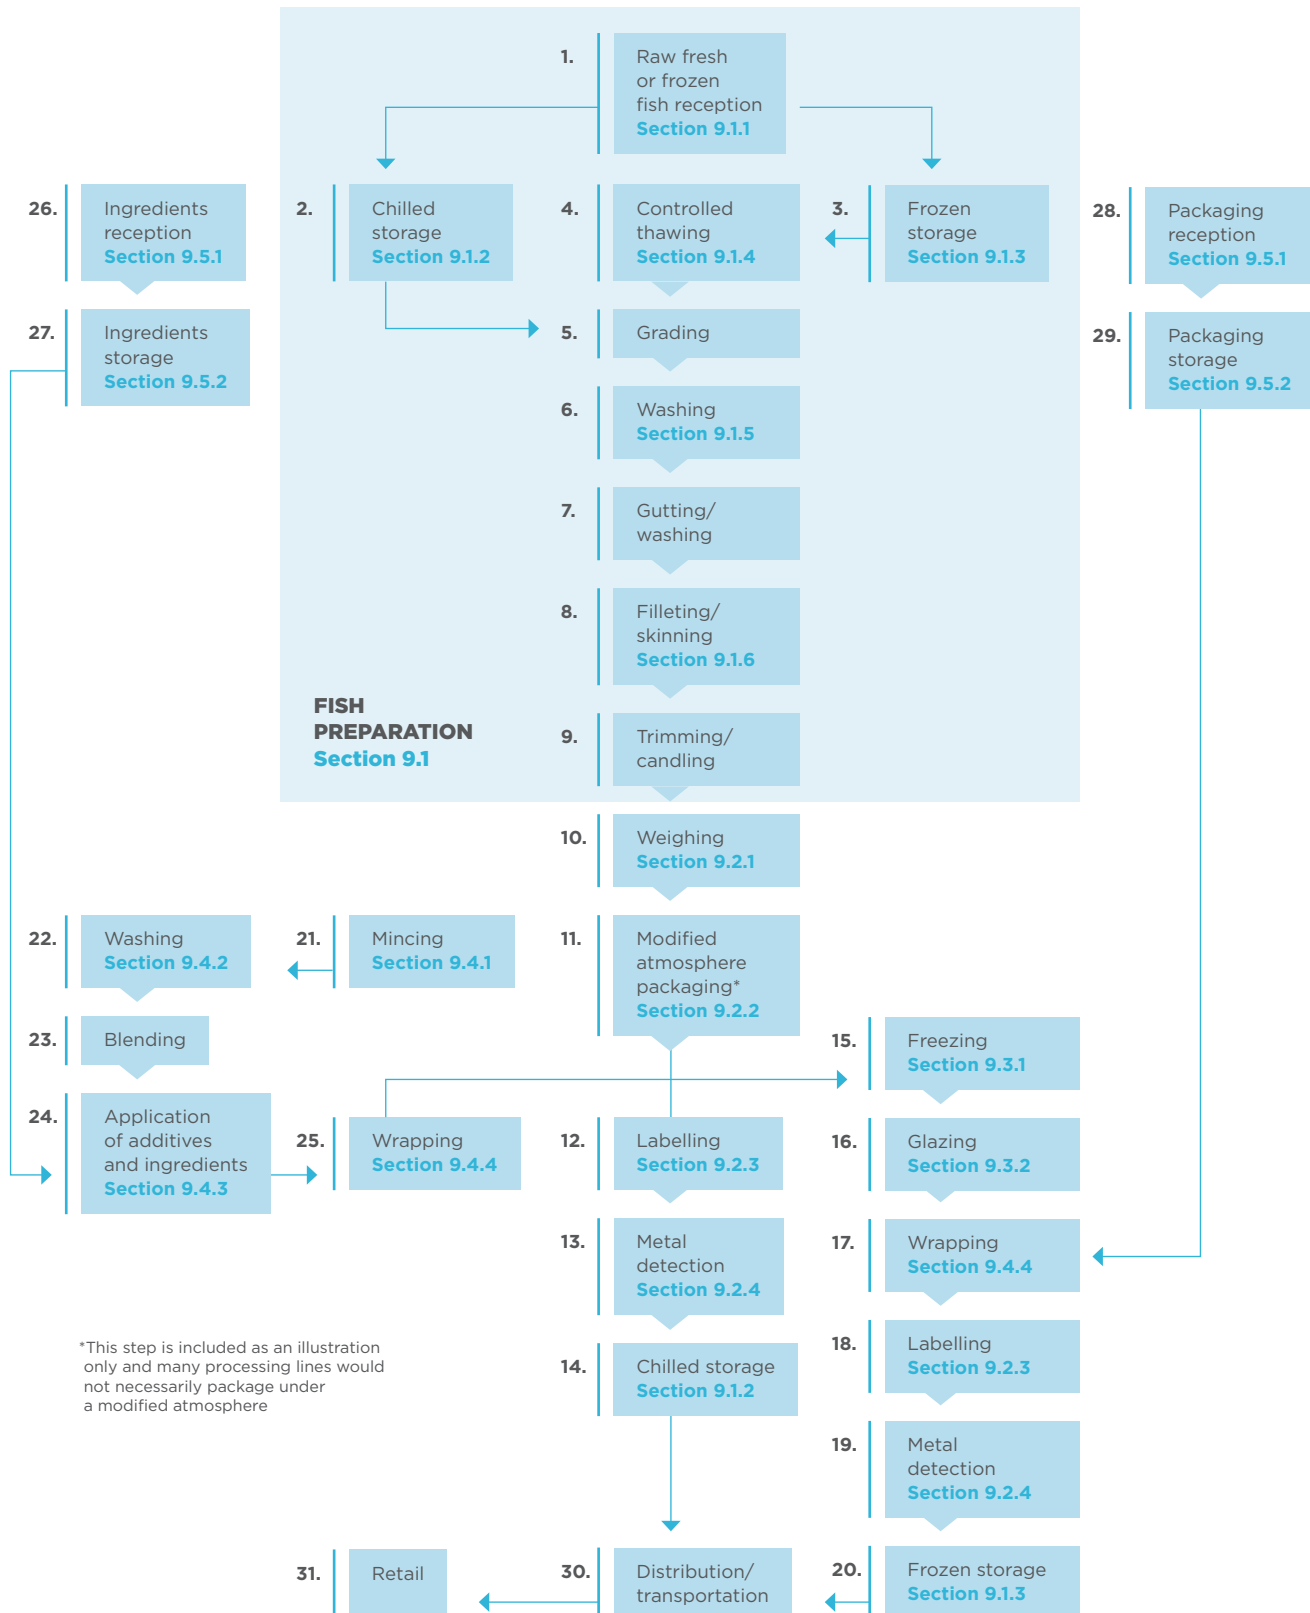 1.
Raw fresh
or frozen
fish reception
Section 9.1.1
26.
Ingredients
reception
Section 9.5.1
2.
Chilled
storage
Section 9.1.2
4.
Controlled
thawing
Section 9.1.4
3.
Frozen
storage
Section 9.1.3
28.
Packaging
reception
Section 9.5.1
27.
Ingredients
storage
Section 9.5.2
5.
Grading
29.
Packaging
storage
Section 9.5.2
6.
Washing
Section 9.1.5
7.
Gutting/
washing
8.
Filleting/
skinning
Section 9.1.6
FISH
PREPARATION
Section 9.1
9.
Trimming/
candling
10.
Weighing
Section 9.2.1
22.
Washing
Section 9.4.2
21.
Mincing
Section 9.4.1
11.
Modified
atmosphere
packaging*
Section 9.2.2
23.
Blending
15.
Freezing
Section 9.3.1
24.
Application
of additives
and ingredients
Section 9.4.3
25.
Wrapping
Section 9.4.4
12.
Labelling
Section 9.2.3
16.
Glazing
Section 9.3.2
13.
Metal
detection
Section 9.2.4
17.
Wrapping
Section 9.4.4
*This step is included as an illustration
only and many processing lines would
not necessarily package under
a modified atmosphere
14.
Chilled storage
Section 9.1.2
18.
Labelling
Section 9.2.3
19.
Metal
detection
Section 9.2.4
31.
Retail
30.
Distribution/
transportation
20.
Frozen storage
Section 9.1.3